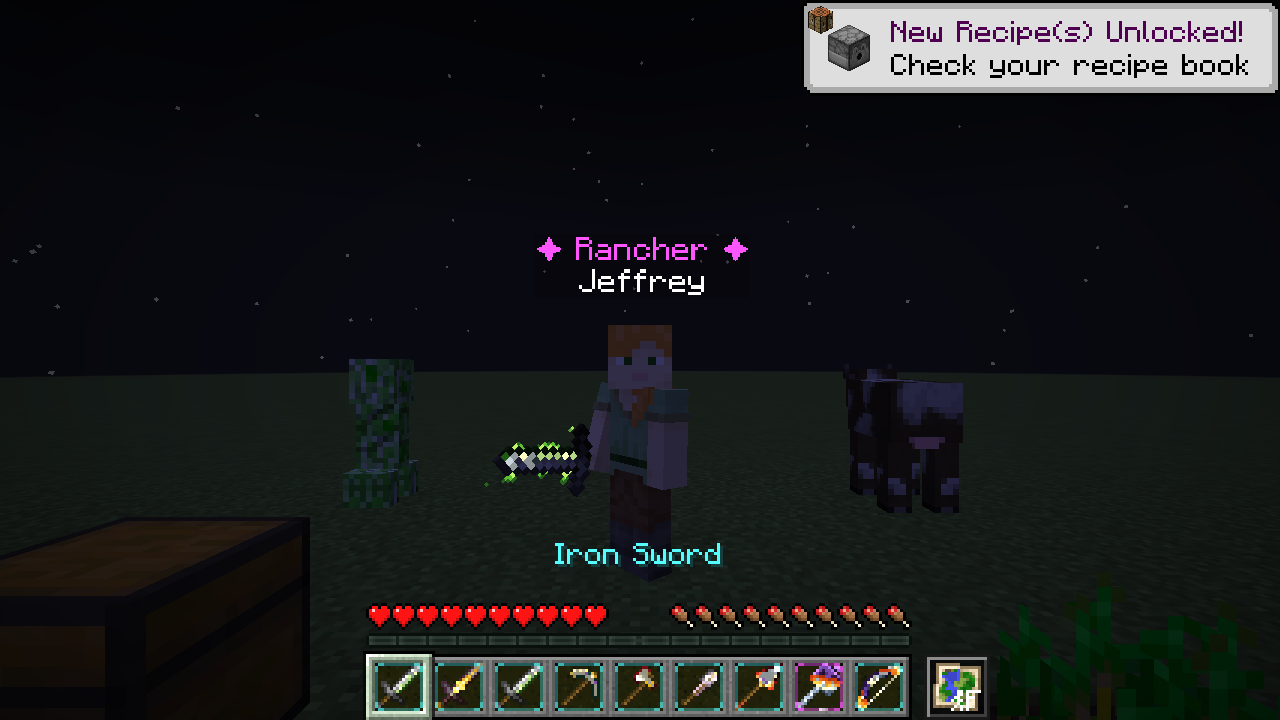 New Recipe(s) Unlocked!
Check your recipe book
✦ Rancher ✦
Jeffrey
Iron Sword